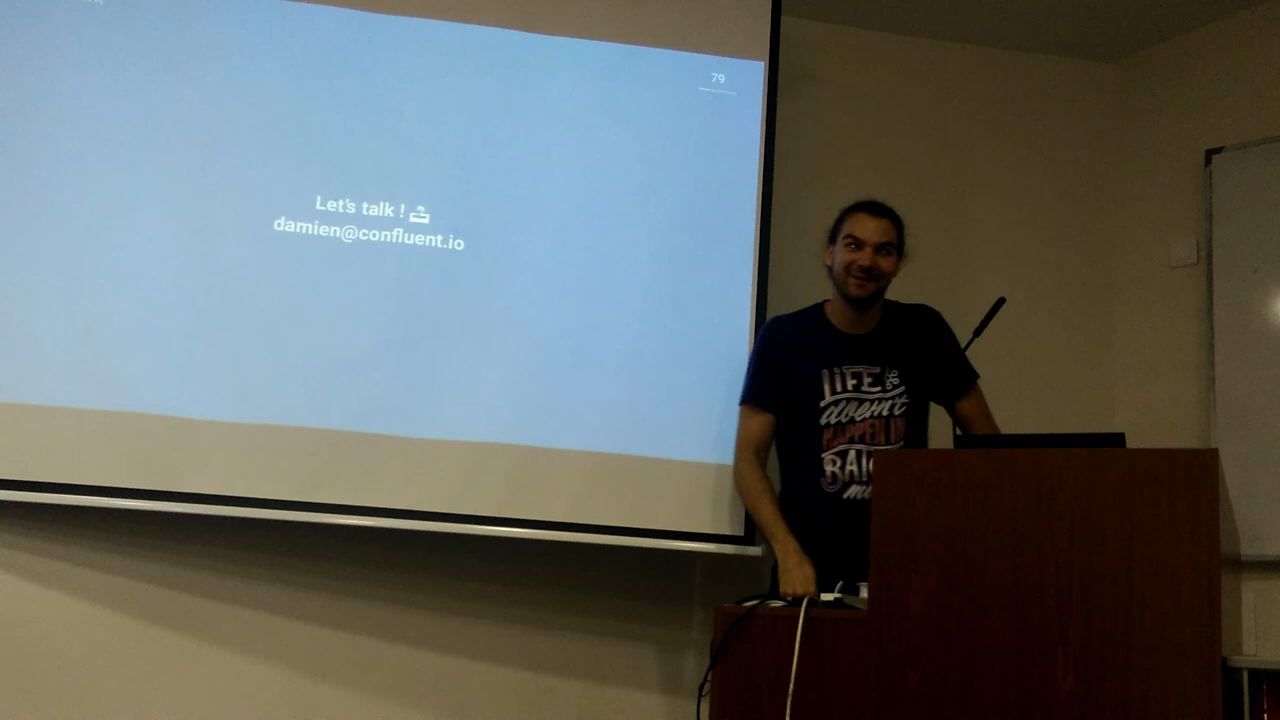 79
Let's talk !
damien@confluent.io
LIFE
doesn't
HAPPEN IN